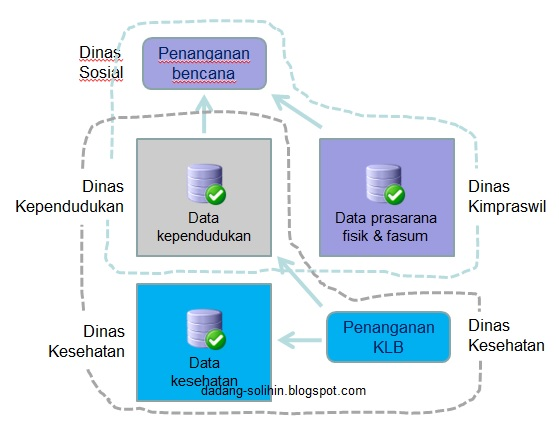 Dinas
Sosial
Penanganan
bencana
Dinas
Kependudukan
Data
kependudukan
Data prasarana
fisik & fasum
Dinas
Kimpraswil
Dinas
Kesehatan
Data
kesehatan
Penanganan
KLB
Dinas
Kesehatan
dadang-solihin.blogspot.com